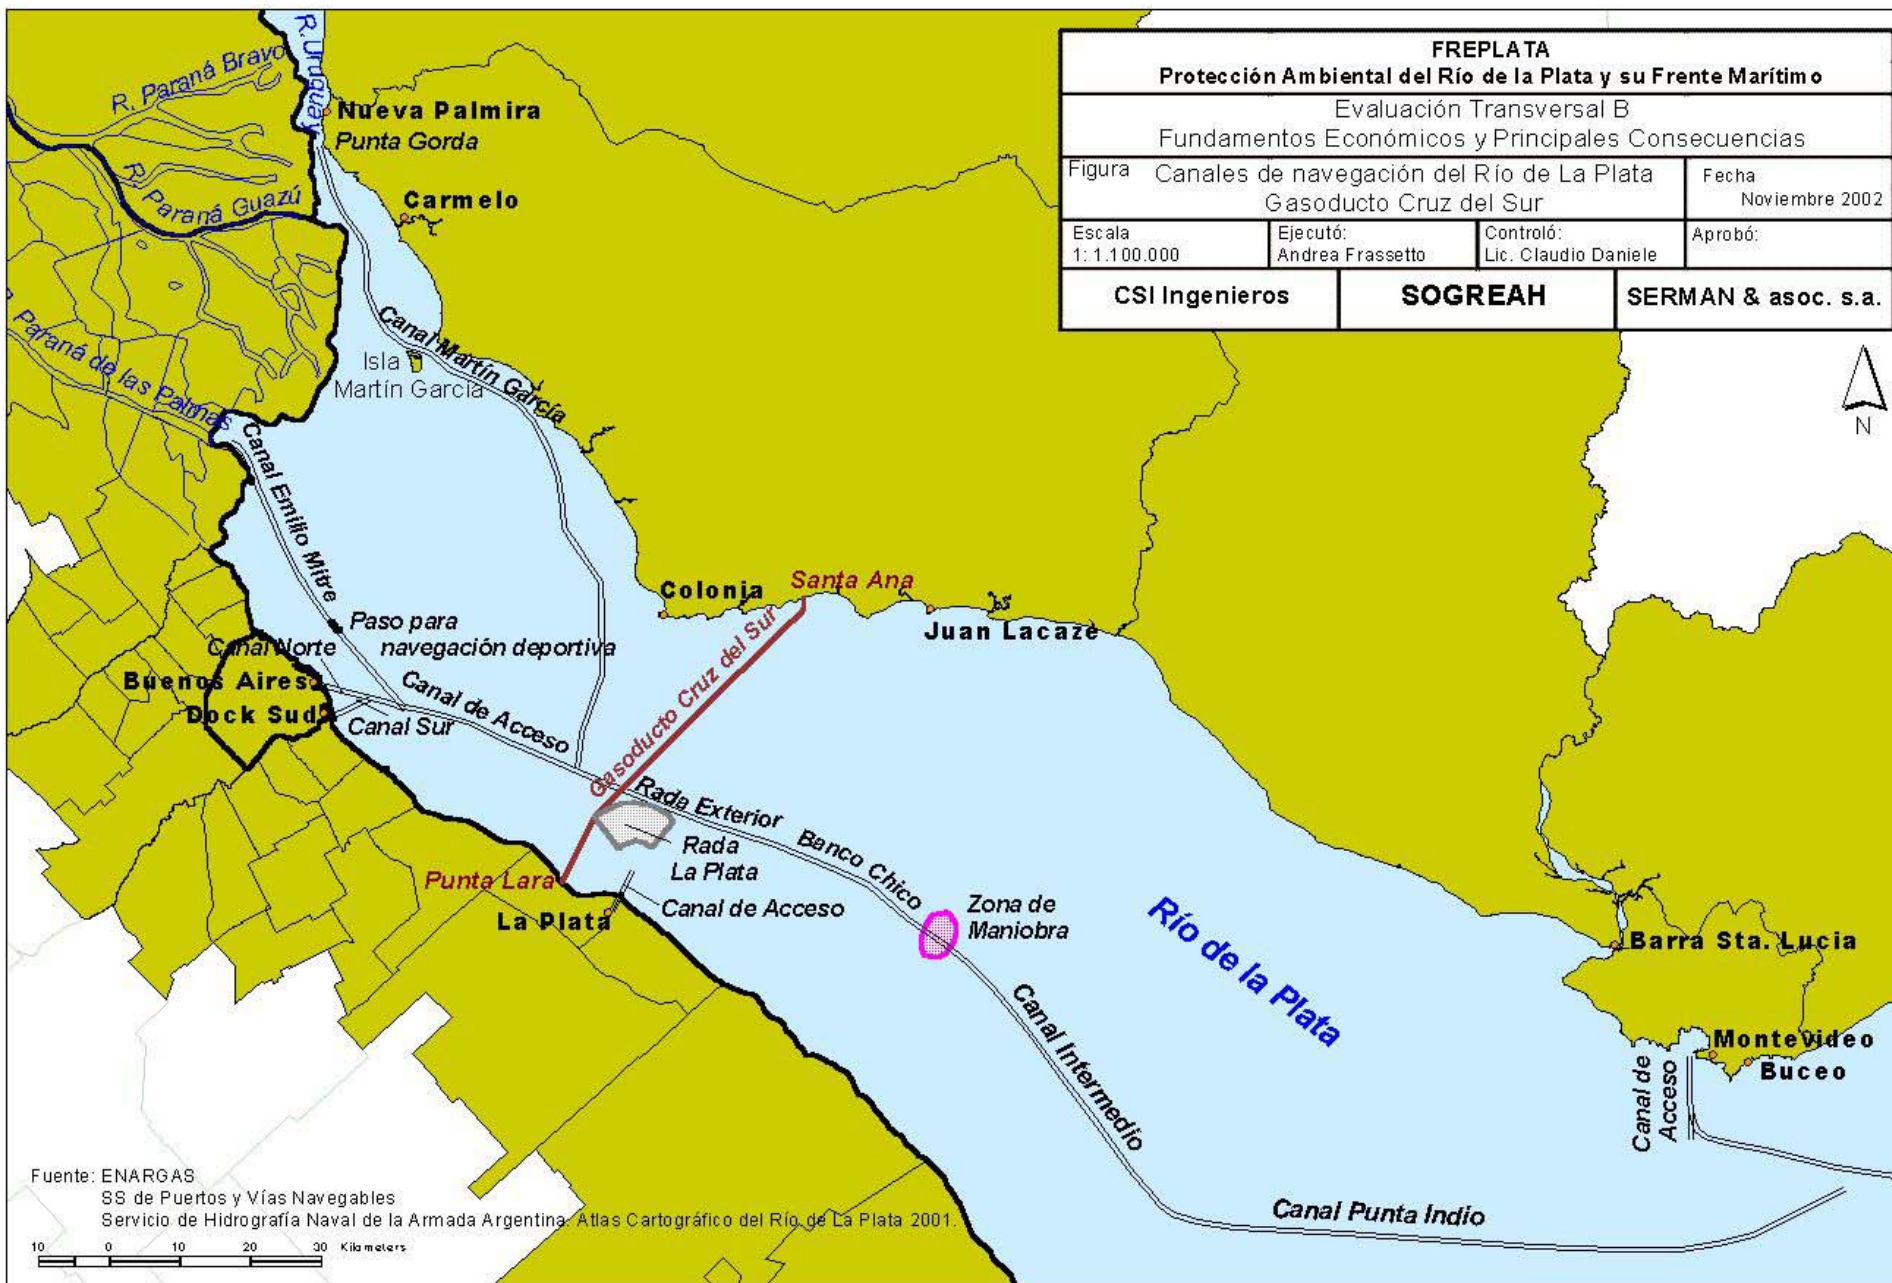 FREPLATA
Protección Ambiental del Río de la Plata y su Frente Marítimo
Evaluación Transversal B
Fundamentos Económicos y Principales Consecuencias
Figura
Canales de navegación del Río de La Plata
Gasoducto Cruz del Sur
Fecha
Noviembre 2002
Escala
1: 1.100.000
Ejecutó:
Andrea Frassetto
Controló:
Lic. Claudio Daniele
Aprobó:
CSI Ingenieros
SOGREAH
SERMAN & asoc. s.a.
N
R. Uruguay
R. Paraná Bravo
Nueva Palmira
Punta Gorda
R. Paraná Guazú
Carmelo
Paraná de las Palmas
Canal Martín García
Isla
Martín García
Canal Emilio Mitre
Colonia
Santa Ana
Juan Lacaze
Paso para
navegación deportiva
Canal Norte
Buenos Aires
Dock Sud
Canal Sur
Canal de Acceso
Gasoducto Cruz del Sur
Rada Exterior
Banco Chico
Rada
La Plata
Punta Lara
La Plata
Canal de Acceso
Zona de
Maniobra
Río de la Plata
Barra Sta. Lucia
Canal Intermedio
Montevideo
Buceo
Canal de
Acceso
Canal Punta Indio
Fuente: ENARGAS
SS de Puertos y Vías Navegables
Servicio de Hidrografía Naval de la Armada Argentina. Atlas Cartográfico del Río de La Plata 2001.
10 0 10 20 30 Kilometers